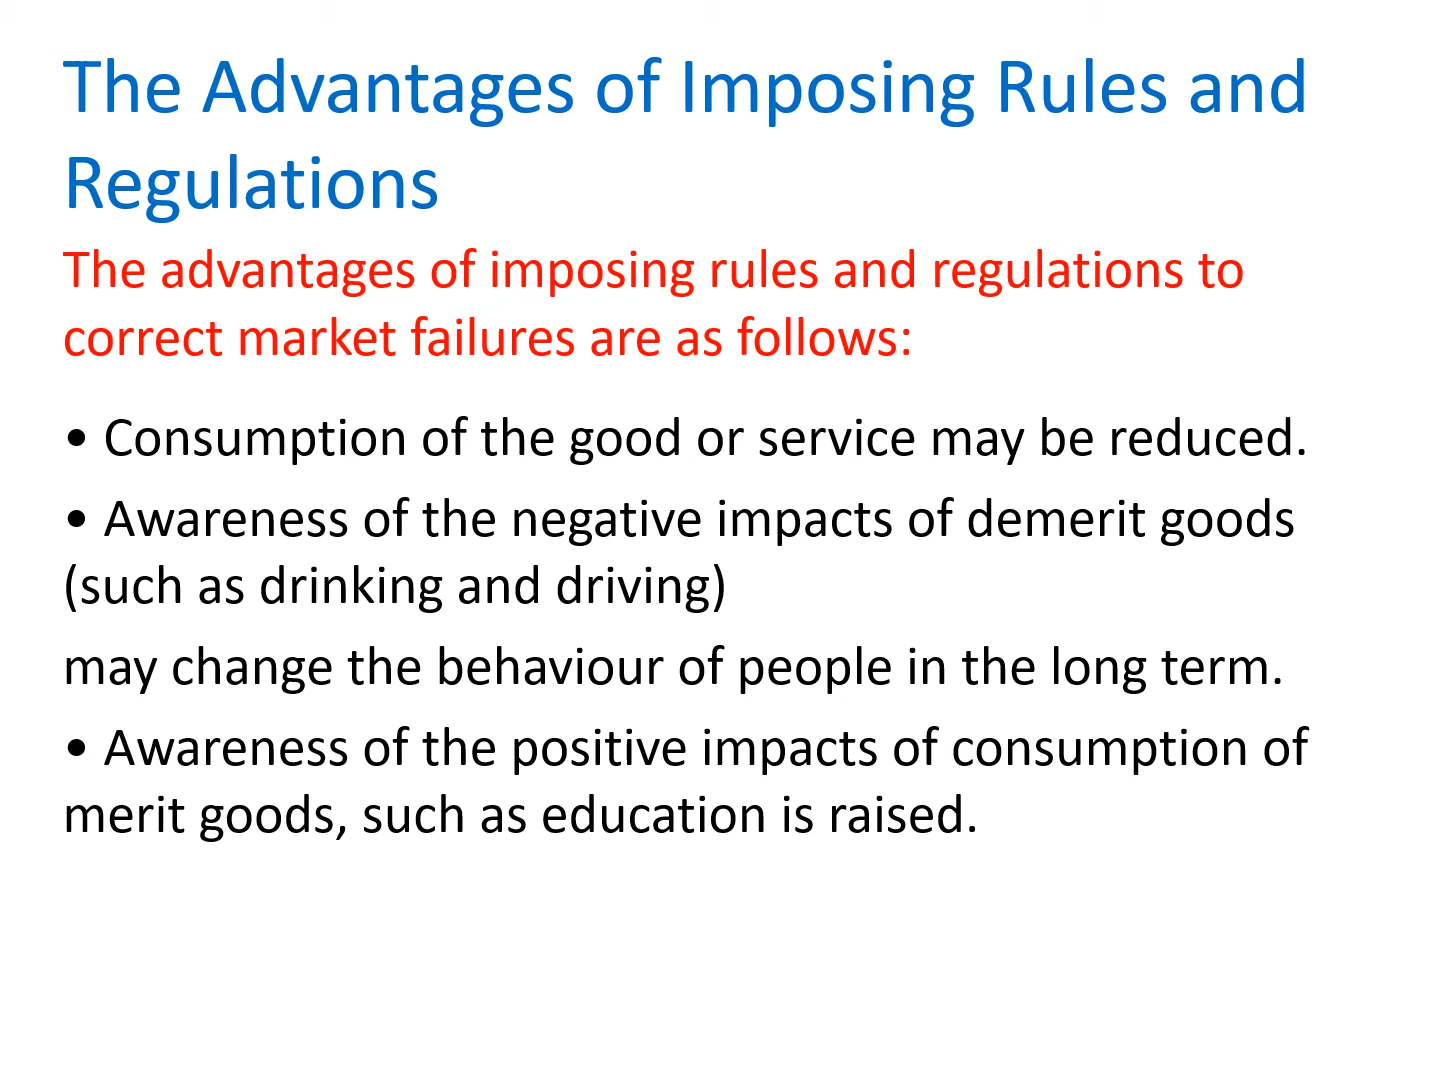 The Advantages of Imposing Rules and
Regulations
The advantages of imposing rules and regulations to
correct market failures are as follows:
• Consumption of the good or service may be reduced.
• Awareness of the negative impacts of demerit goods
(such as drinking and driving)
may change the behaviour of people in the long term.
• Awareness of the positive impacts of consumption of
merit goods, such as education is raised.